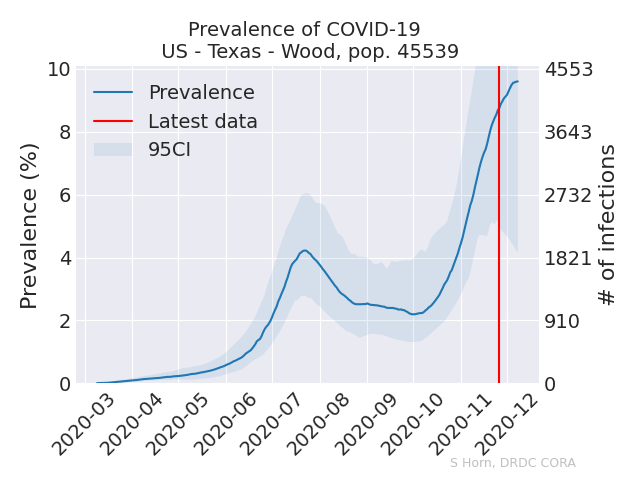 Prevalence of COVID-19
US - Texas - Wood, pop. 45539
Prevalence
Latest data
95CI
Prevalence (%)
10
8
6
4
2
0
4553
3643
2732
1821
910
0
# of infections
2020-03
2020-04
2020-05
2020-06
2020-07
2020-08
2020-09
2020-10
2020-11
2020-12
S Horn, DRDC CORA